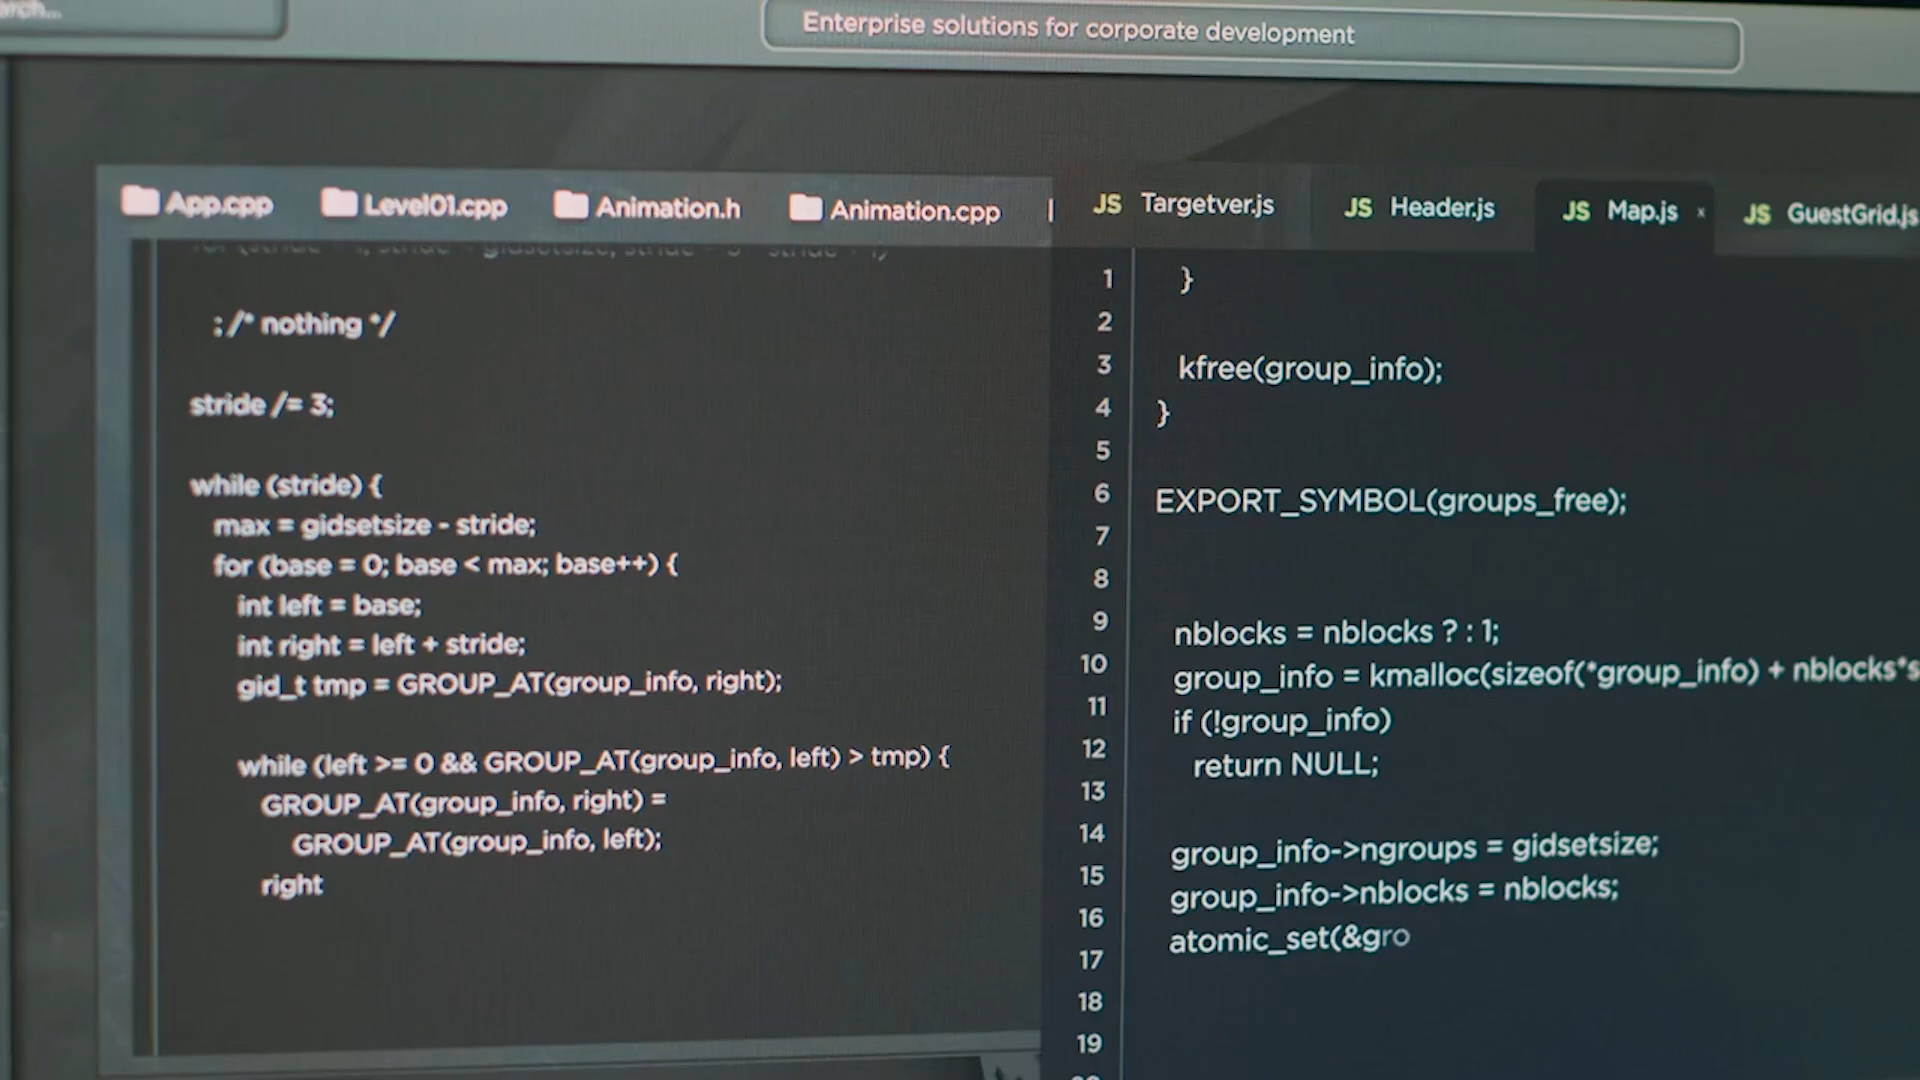 Enterprise solutions for corporate development
App.cpp Level01.cpp Animation.h Animation.cpp
; /* nothing */
stride /= 3;
while (stride) {
max = gidsetsize - stride;
for (base = 0; base < max; base++) {
int left = base;
int right = left + stride;
gid_t tmp = GROUP_AT(group_info, right);
while (left >= 0 && GROUP_AT(group_info, left) > tmp) {
GROUP_AT(group_info, right) =
GROUP_AT(group_info, left);
right
JS Targetver.js JS Header.js JS Map.js x JS GuestGrid.js
1 }
2
3 kfree(group_info);
4 }
5
6 EXPORT_SYMBOL(groups_free);
7
8
9 nblocks = nblocks ? : 1;
10 group_info = kmalloc(sizeof(*group_info) + nblocks*s
11 if (!group_info)
12 return NULL;
13
14 group_info->ngroups = gidsetsize;
15 group_info->nblocks = nblocks;
16 atomic_set(&gro
17
18
19